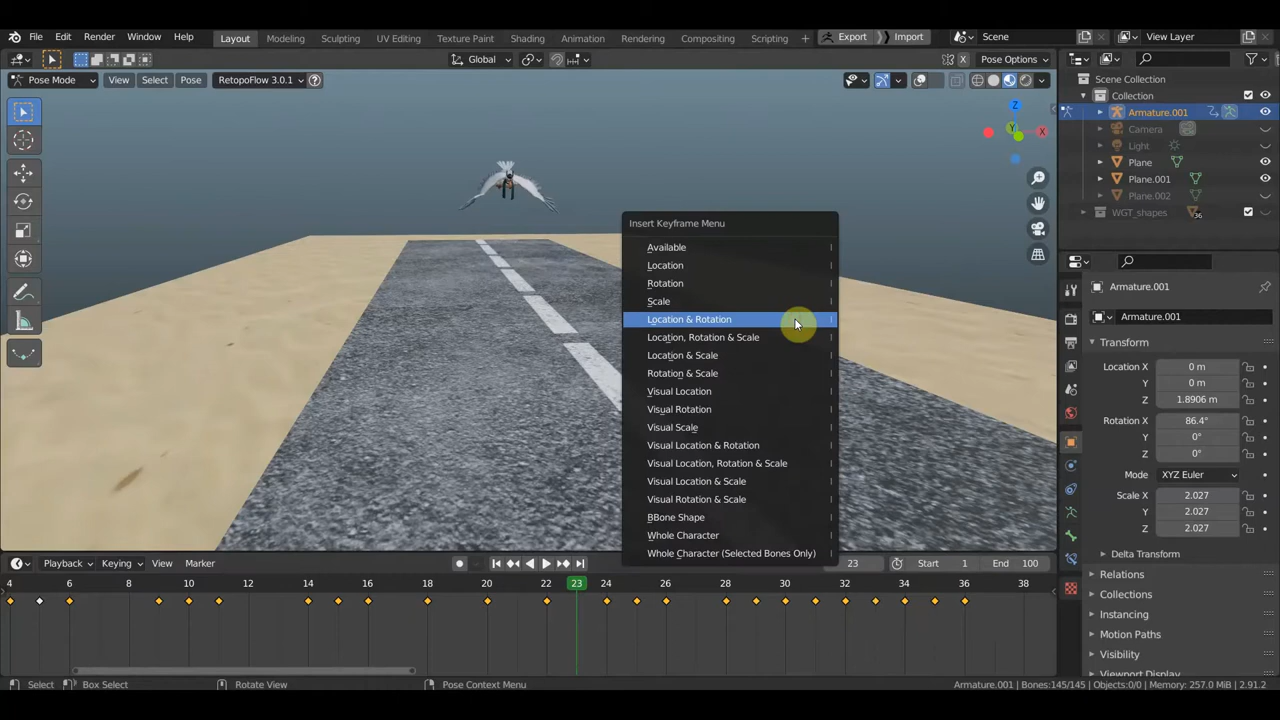 File Edit Render Window Help Layout Modeling Sculpting UV Editing Texture Paint Shading Animation Rendering Compositing Scripting + Export Import Scene View Layer
Global Pose Options
Pose Mode View Select Pose RetopoFlow 3.0.1
Scene Collection
Collection
Armature.001
Camera
Light
Plane
Plane.001
Plane.002
WGT_shapes 36
Z
Y
X
Insert Keyframe Menu
Available I
Location I
Rotation I
Scale I
Location & Rotation I
Location, Rotation & Scale I
Location & Scale I
Rotation & Scale I
Visual Location I
Visual Rotation I
Visual Scale I
Visual Location & Rotation I
Visual Location, Rotation & Scale I
Visual Location & Scale I
Visual Rotation & Scale I
BBone Shape I
Whole Character I
Whole Character (Selected Bones Only) I
Armature.001
Armature.001
Transform
Location X 0 m
Y 0 m
Z 1.8906 m
Rotation X 86.4°
Y 0°
Z 0°
Mode XYZ Euler
Scale X 2.027
Y 2.027
Z 2.027
Delta Transform
Relations
Collections
Instancing
Motion Paths
Visibility
Viewport Display
Playback Keying View Marker 23 Start 1 End 100
4 6 8 10 12 14 16 18 20 22 23 24 26 28 30 32 34 36 38
Select Box Select Rotate View Pose Context Menu Armature.001 | Bones:145/145 | Objects:0/0 | Memory: 257.0 MiB | 2.91.2